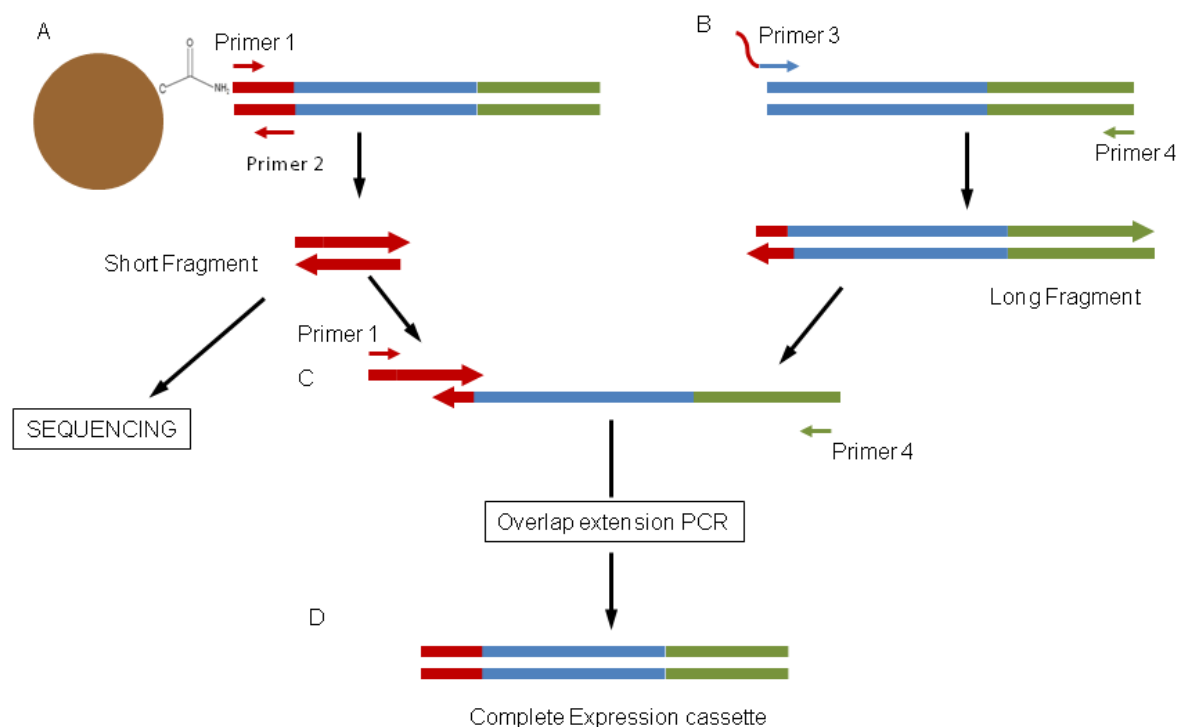 A
Primer 1
O
C
NH2
Primer 2
B
Primer 3
Primer 4
Short Fragment
Long Fragment
Primer 1
C
SEQUENCING
Primer 4
Overlap extension PCR
D
Complete Expression cassette